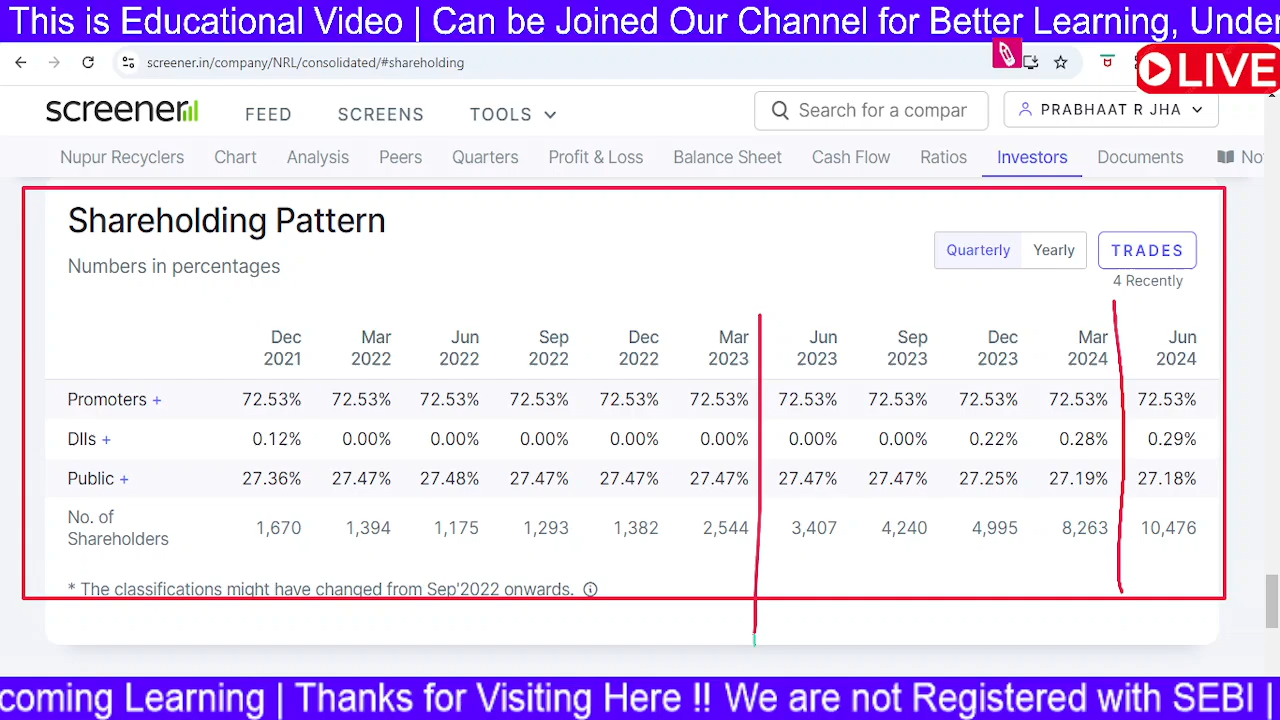 This is Educational Video | Can be Joined Our Channel for Better Learning, Under
screener.in/company/NRL/consolidated/#shareholding
LIVE
screener FEED SCREENS TOOLS Search for a compar PRABHAAT R JHA
Nupur Recyclers Chart Analysis Peers Quarters Profit & Loss Balance Sheet Cash Flow Ratios Investors Documents No
Shareholding Pattern
Numbers in percentages
Quarterly Yearly TRADES
4 Recently
Dec 2021 Mar 2022 Jun 2022 Sep 2022 Dec 2022 Mar 2023 Jun 2023 Sep 2023 Dec 2023 Mar 2024 Jun 2024
Promoters + 72.53% 72.53% 72.53% 72.53% 72.53% 72.53% 72.53% 72.53% 72.53% 72.53% 72.53%
DIIs + 0.12% 0.00% 0.00% 0.00% 0.00% 0.00% 0.00% 0.00% 0.22% 0.28% 0.29%
Public + 27.36% 27.47% 27.48% 27.47% 27.47% 27.47% 27.47% 27.47% 27.25% 27.19% 27.18%
No. of Shareholders 1,670 1,394 1,175 1,293 1,382 2,544 3,407 4,240 4,995 8,263 10,476
* The classifications might have changed from Sep'2022 onwards.
coming Learning | Thanks for Visiting Here !! We are not Registered with SEBI |